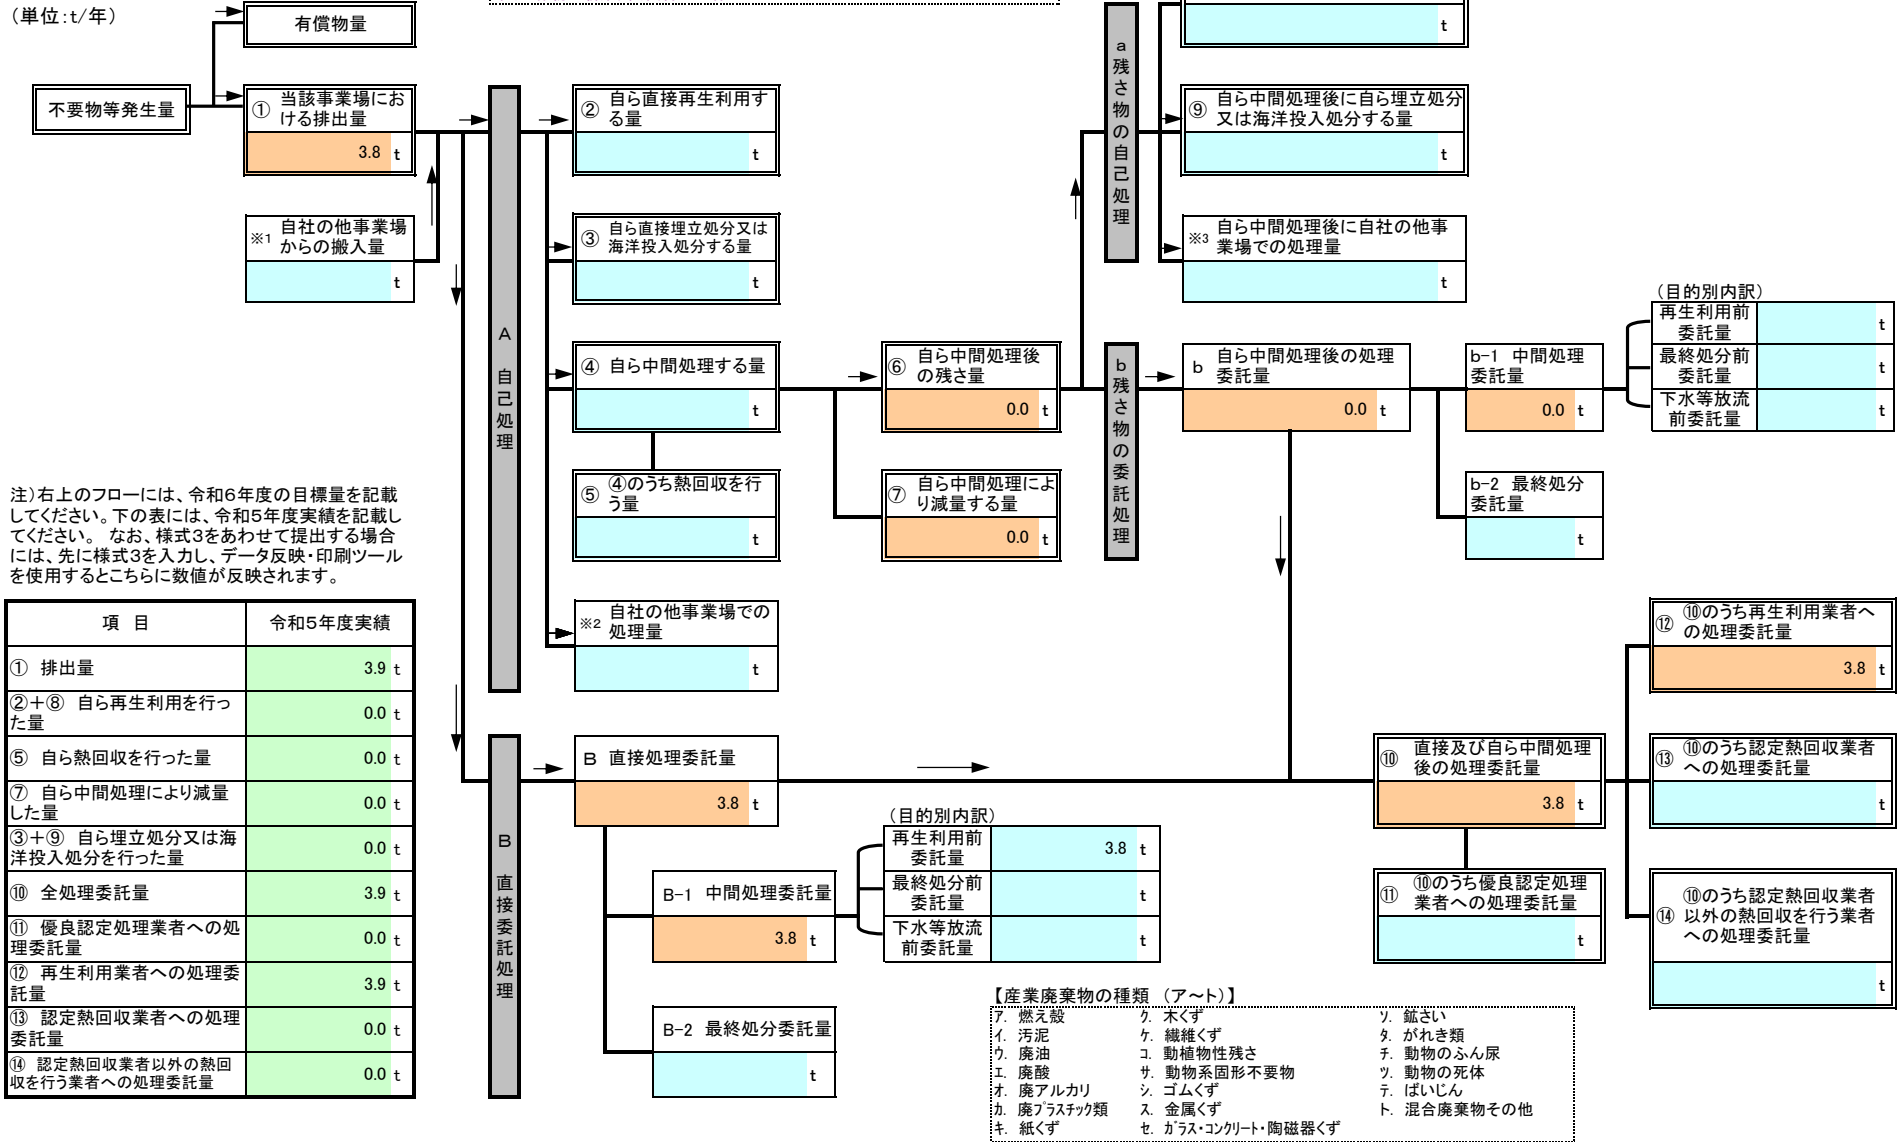 (単位:t/年)
有償物量
不要物等発生量
① 当該事業場にお
ける排出量
3.8 t
※1 自社の他事業場
からの搬入量
t
A 自己処理
② 自ら直接再生利用す
る量
t
③ 自ら直接埋立処分又は
海洋投入処分する量
t
④ 自ら中間処理する量
t
⑤ ④のうち熱回収を行
う量
t
※2 自社の他事業場での
処理量
t
⑥ 自ら中間処理後
の残さ量
0.0 t
⑦ 自ら中間処理によ
り減量する量
0.0 t
a 残さ物の自己処理
t
⑨ 自ら中間処理後に自ら埋立処分
又は海洋投入処分する量
t
※3 自ら中間処理後に自社の他事
業場での処理量
t
b 残さ物の委託処理
b 自ら中間処理後の処理
委託量
0.0 t
b-1 中間処理
委託量
0.0 t
(目的別内訳)
再生利用前
委託量 t
最終処分前
委託量 t
下水等放流
前委託量 t
b-2 最終処分
委託量
t
注)右上のフローには、令和6年度の目標量を記載
してください。下の表には、令和5年度実績を記載し
てください。 なお、様式3をあわせて提出する場合
には、先に様式3を入力し、データ反映・印刷ツール
を使用するとこちらに数値が反映されます。
項 目 令和5年度実績
① 排出量 3.9 t
②+⑧ 自ら再生利用を行っ
た量 0.0 t
⑤ 自ら熱回収を行った量 0.0 t
⑦ 自ら中間処理により減量
した量 0.0 t
③+⑨ 自ら埋立処分又は海
洋投入処分を行った量 0.0 t
⑩ 全処理委託量 3.9 t
⑪ 優良認定処理業者への処
理委託量 0.0 t
⑫ 再生利用業者への処理委
託量 3.9 t
⑬ 認定熱回収業者への処理
委託量 0.0 t
⑭ 認定熱回収業者以外の熱回
収を行う業者への処理委託量 0.0 t
B 直接委託処理
B 直接処理委託量
3.8 t
B-1 中間処理委託量
3.8 t
(目的別内訳)
再生利用前
委託量 3.8 t
最終処分前
委託量 t
下水等放流
前委託量 t
B-2 最終処分委託量
t
⑩ 直接及び自ら中間処理
後の処理委託量
3.8 t
⑪ ⑩のうち優良認定処理
業者への処理委託量
t
⑫ ⑩のうち再生利用業者へ
の処理委託量
3.8 t
⑬ ⑩のうち認定熱回収業者
への処理委託量
t
⑭ ⑩のうち認定熱回収業者
以外の熱回収を行う業者
への処理委託量
t
【産業廃棄物の種類 (ア~ト)】
ア. 燃え殻 ク. 木くず ソ. 鉱さい
イ. 汚泥 ケ. 繊維くず タ. がれき類
ウ. 廃油 コ. 動植物性残さ チ. 動物のふん尿
エ. 廃酸 サ. 動物系固形不要物 ツ. 動物の死体
オ. 廃アルカリ シ. ゴムくず テ. ばいじん
カ. 廃プラスチック類 ス. 金属くず ト. 混合廃棄物その他
キ. 紙くず セ. ガラス・コンクリート・陶磁器くず